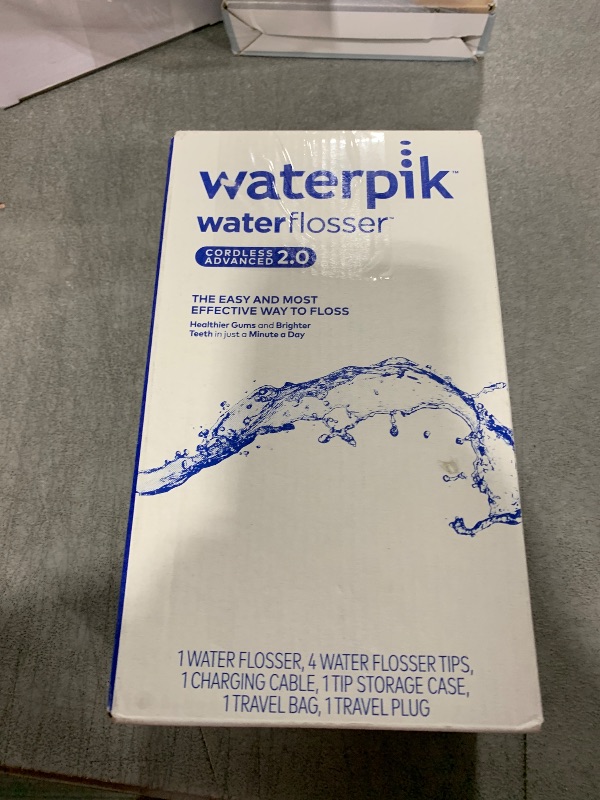 waterpik™
waterflosser™
CORDLESS
ADVANCED 2.0
THE EASY AND MOST
EFFECTIVE WAY TO FLOSS
Healthier Gums and Brighter
Teeth in just a Minute a Day
1 WATER FLOSSER, 4 WATER FLOSSER TIPS,
1 CHARGING CABLE, 1 TIP STORAGE CASE,
1 TRAVEL BAG, 1 TRAVEL PLUG